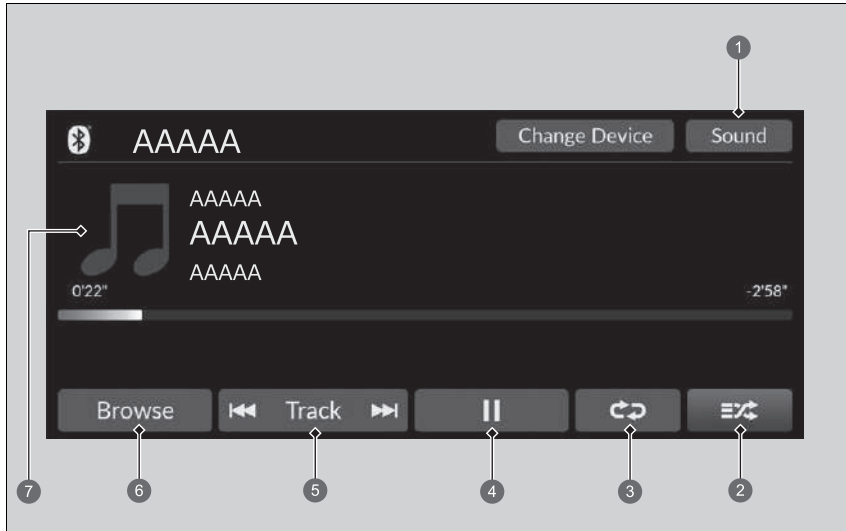 1
AAAAA Change Device Sound
AAAAA
7 AAAAA
AAAAA
0'22" -2'58"
Browse Track
7 6 5 4 3 2